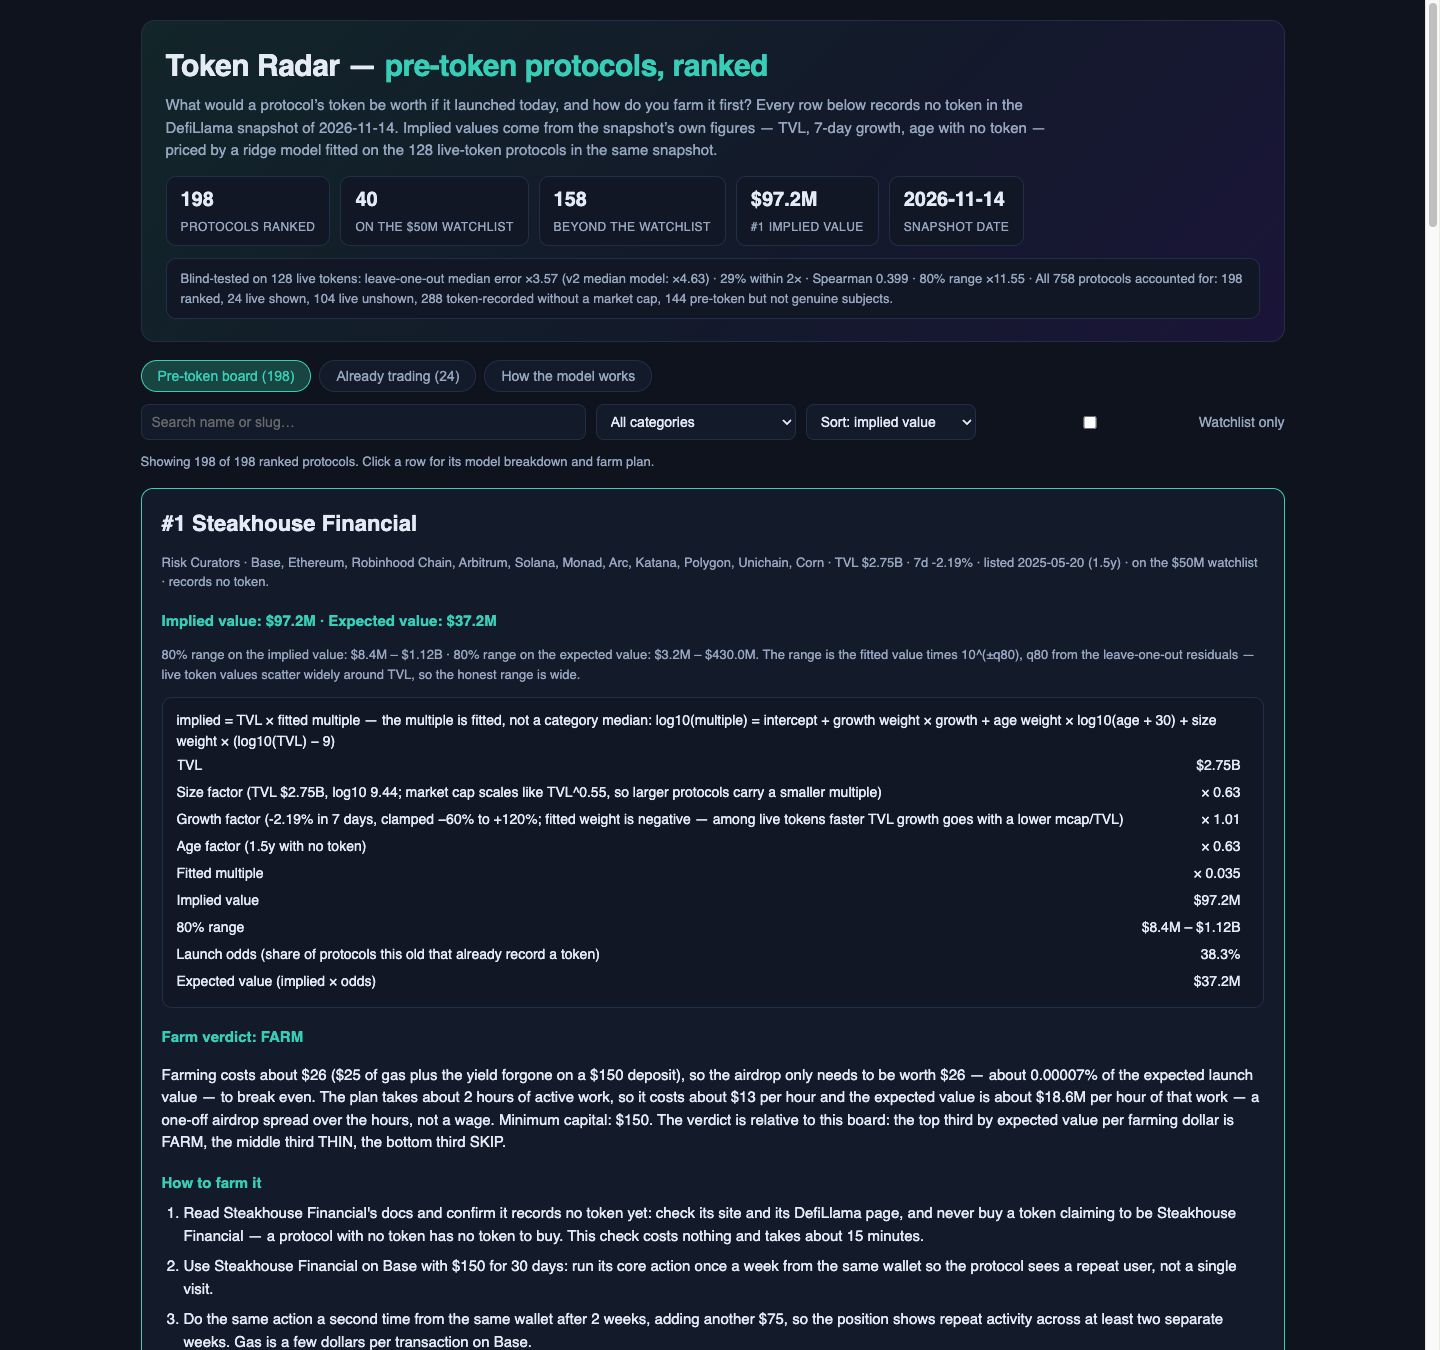 Token Radar — pre-token protocols, ranked
What would a protocol's token be worth if it launched today, and how do you farm it first? Every row below records no token in the
DefiLlama snapshot of 2026-11-14. Implied values come from the snapshot's own figures — TVL, 7-day growth, age with no token —
priced by a ridge model fitted on the 128 live-token protocols in the same snapshot.
198
PROTOCOLS RANKED
40
ON THE $50M WATCHLIST
158
BEYOND THE WATCHLIST
$97.2M
#1 IMPLIED VALUE
2026-11-14
SNAPSHOT DATE
Blind-tested on 128 live tokens: leave-one-out median error ×3.57 (v2 median model: ×4.63) · 29% within 2× · Spearman 0.399 · 80% range ×11.55 · All 758 protocols accounted for: 198
ranked, 24 live shown, 104 live unshown, 288 token-recorded without a market cap, 144 pre-token but not genuine subjects.
Pre-token board (198)
Already trading (24)
How the model works
Search name or slug…
All categories
Sort: implied value
Watchlist only
Showing 198 of 198 ranked protocols. Click a row for its model breakdown and farm plan.
#1 Steakhouse Financial
Risk Curators · Base, Ethereum, Robinhood Chain, Arbitrum, Solana, Monad, Arc, Katana, Polygon, Unichain, Corn · TVL $2.75B · 7d -2.19% · listed 2025-05-20 (1.5y) · on the $50M watchlist
· records no token.
Implied value: $97.2M · Expected value: $37.2M
80% range on the implied value: $8.4M – $1.12B · 80% range on the expected value: $3.2M – $430.0M. The range is the fitted value times 10^(±q80), q80 from the leave-one-out residuals —
live token values scatter widely around TVL, so the honest range is wide.
implied = TVL × fitted multiple — the multiple is fitted, not a category median: log10(multiple) = intercept + growth weight × growth + age weight × log10(age + 30) + size
weight × (log10(TVL) − 9)
TVL $2.75B
Size factor (TVL $2.75B, log10 9.44; market cap scales like TVL^0.55, so larger protocols carry a smaller multiple) × 0.63
Growth factor (-2.19% in 7 days, clamped −60% to +120%; fitted weight is negative — among live tokens faster TVL growth goes with a lower mcap/TVL) × 1.01
Age factor (1.5y with no token) × 0.63
Fitted multiple × 0.035
Implied value $97.2M
80% range $8.4M – $1.12B
Launch odds (share of protocols this old that already record a token) 38.3%
Expected value (implied × odds) $37.2M
Farm verdict: FARM
Farming costs about $26 ($25 of gas plus the yield forgone on a $150 deposit), so the airdrop only needs to be worth $26 — about 0.00007% of the expected launch
value — to break even. The plan takes about 2 hours of active work, so it costs about $13 per hour and the expected value is about $18.6M per hour of that work — a
one-off airdrop spread over the hours, not a wage. Minimum capital: $150. The verdict is relative to this board: the top third by expected value per farming dollar is
FARM, the middle third THIN, the bottom third SKIP.
How to farm it
1. Read Steakhouse Financial's docs and confirm it records no token yet: check its site and its DefiLlama page, and never buy a token claiming to be Steakhouse
Financial — a protocol with no token has no token to buy. This check costs nothing and takes about 15 minutes.
2. Use Steakhouse Financial on Base with $150 for 30 days: run its core action once a week from the same wallet so the protocol sees a repeat user, not a single
visit.
3. Do the same action a second time from the same wallet after 2 weeks, adding another $75, so the position shows repeat activity across at least two separate
weeks. Gas is a few dollars per transaction on Base.